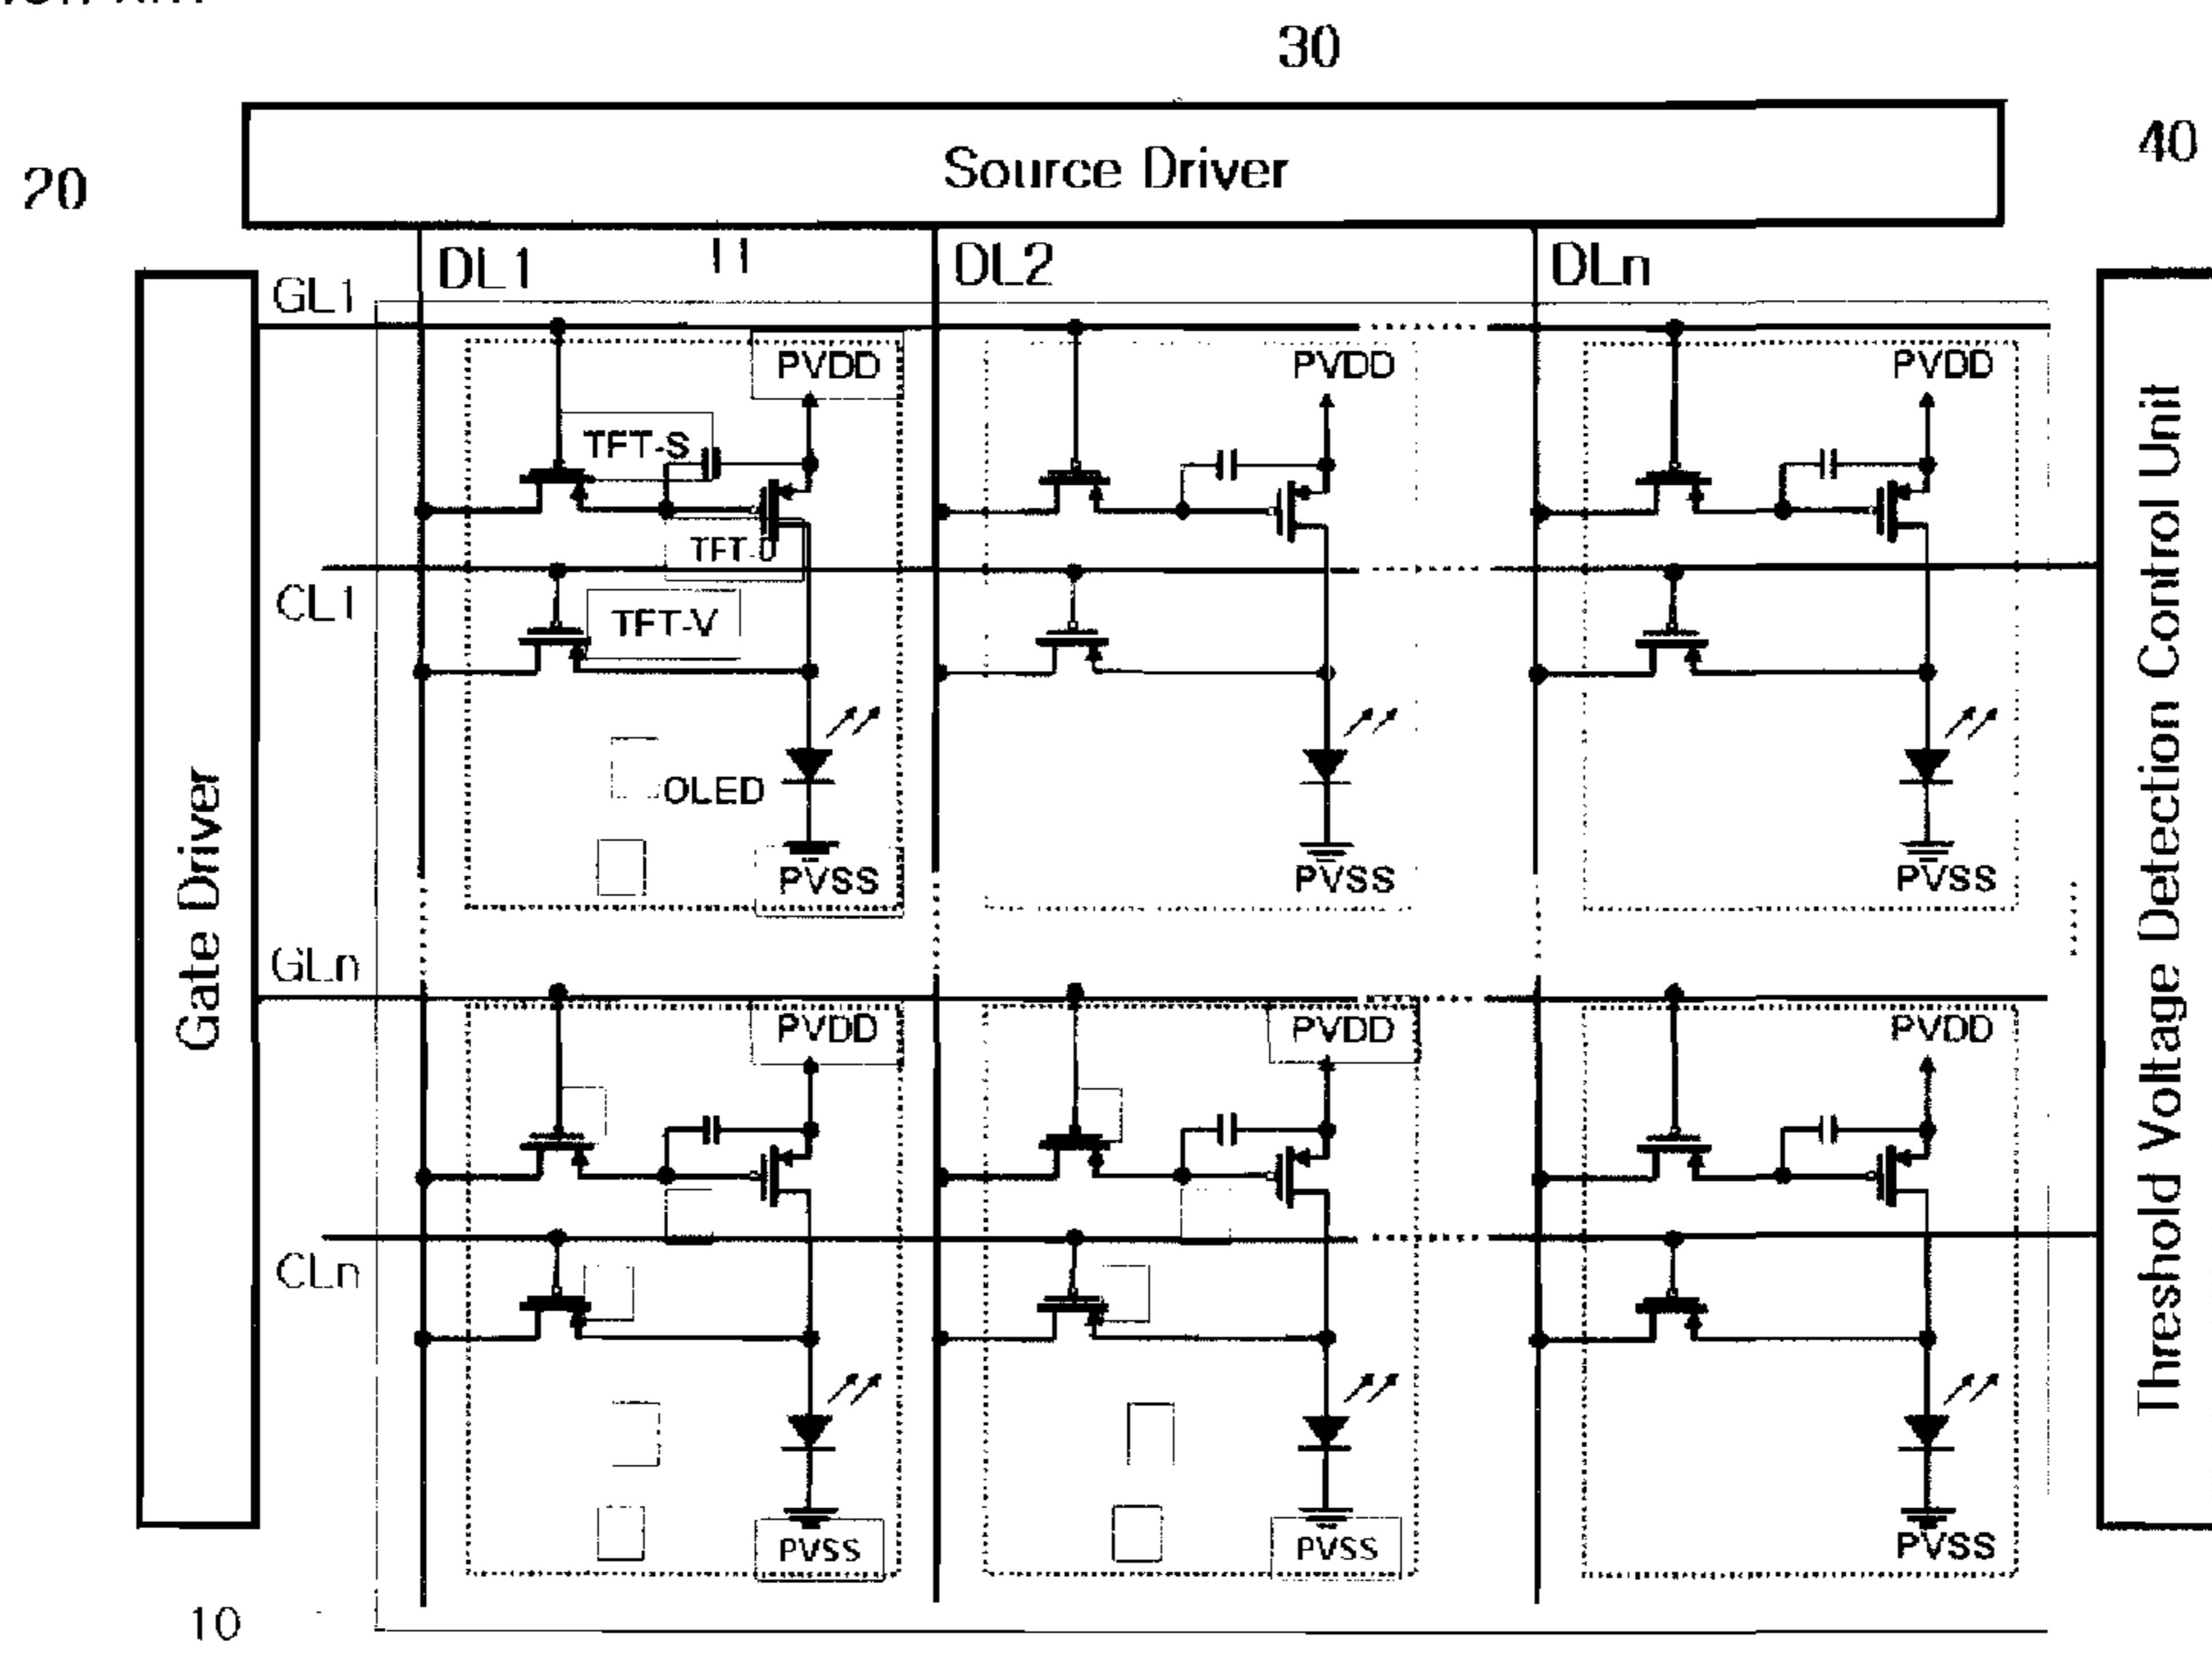 30
40
20
Source Driver
DL1
11
DL2
DLn
GL1
PVDD
PVDD
PVDD
TFT-S
TFT-D
CL1
TFT-V
OLED
PVSS
PVSS
PVSS
Gate Driver
Threshold Voltage Detection Control Unit
GLn
PVDD
PVDD
PVDD
CLn
PVSS
PVSS
PVSS
10